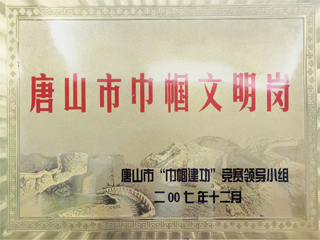 唐山市巾帼文明岗
唐山市“巾帼建功”竞赛领导小组
二00七年十二月